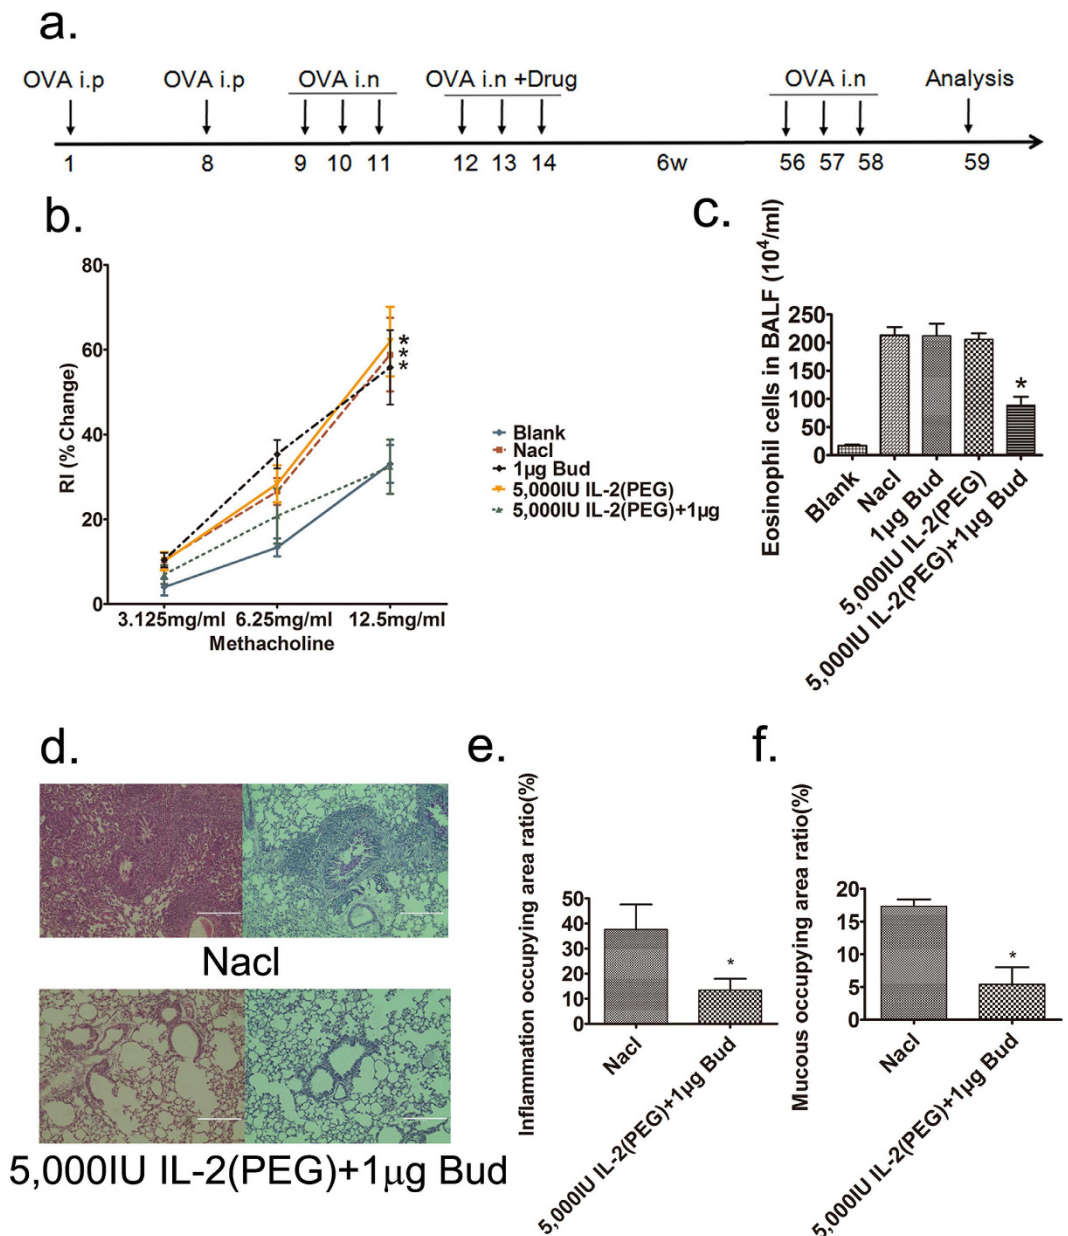 a.
OVA i.p OVA i.p OVA i.n OVA i.n +Drug OVA i.n Analysis
1 8 9 10 11 12 13 14 6w 56 57 58 59
b.
RI (% Change)
80
60
40
20
0
***
3.125mg/ml 6.25mg/ml 12.5mg/ml
Methacholine
Blank
Nacl
1µg Bud
5,000IU IL-2(PEG)
5,000IU IL-2(PEG)+1µg
c.
Eosinophil cells in BALF (10⁴/ml)
250
200
150
100
50
0
*
Blank
Nacl
1µg Bud
5,000IU IL-2(PEG)
5,000IU IL-2(PEG)+1µg Bud
d.
Nacl
5,000IU IL-2(PEG)+1µg Bud
e.
Inflammation occupying area ratio(%)
50
40
30
20
10
0
*
Nacl
5,000IU IL-2(PEG)+1µg Bud
f.
Mucous occupying area ratio(%)
20
15
10
5
0
*
Nacl
5,000IU IL-2(PEG)+1µg Bud